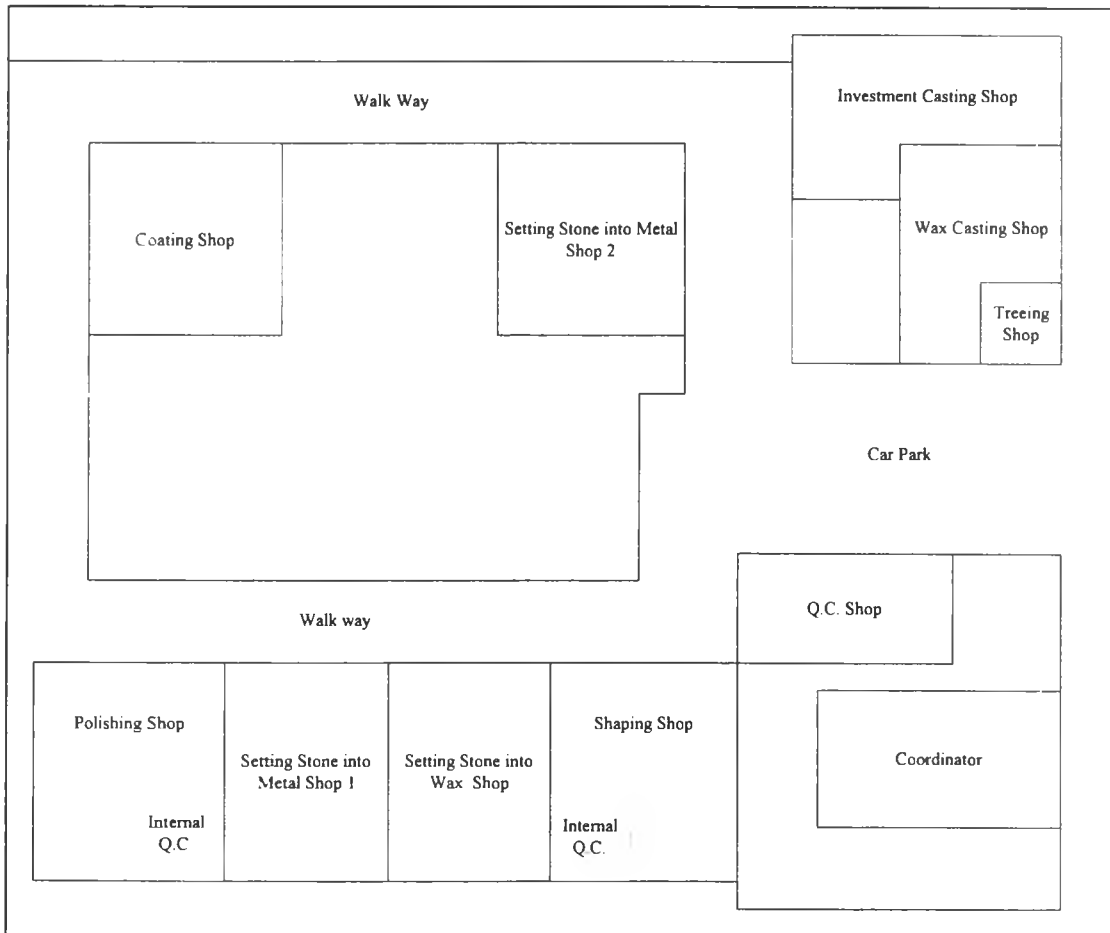 Investment Casting Shop
Walk Way
Coating Shop
Setting Stone into Metal
Shop 2
Wax Casting Shop
Treeing
Shop
Car Park
Q.C. Shop
Walk way
Polishing Shop
Internal
Q.C
Setting Stone into
Metal Shop 1
Setting Stone into
Wax Shop
Shaping Shop
Internal
Q.C.
Coordinator